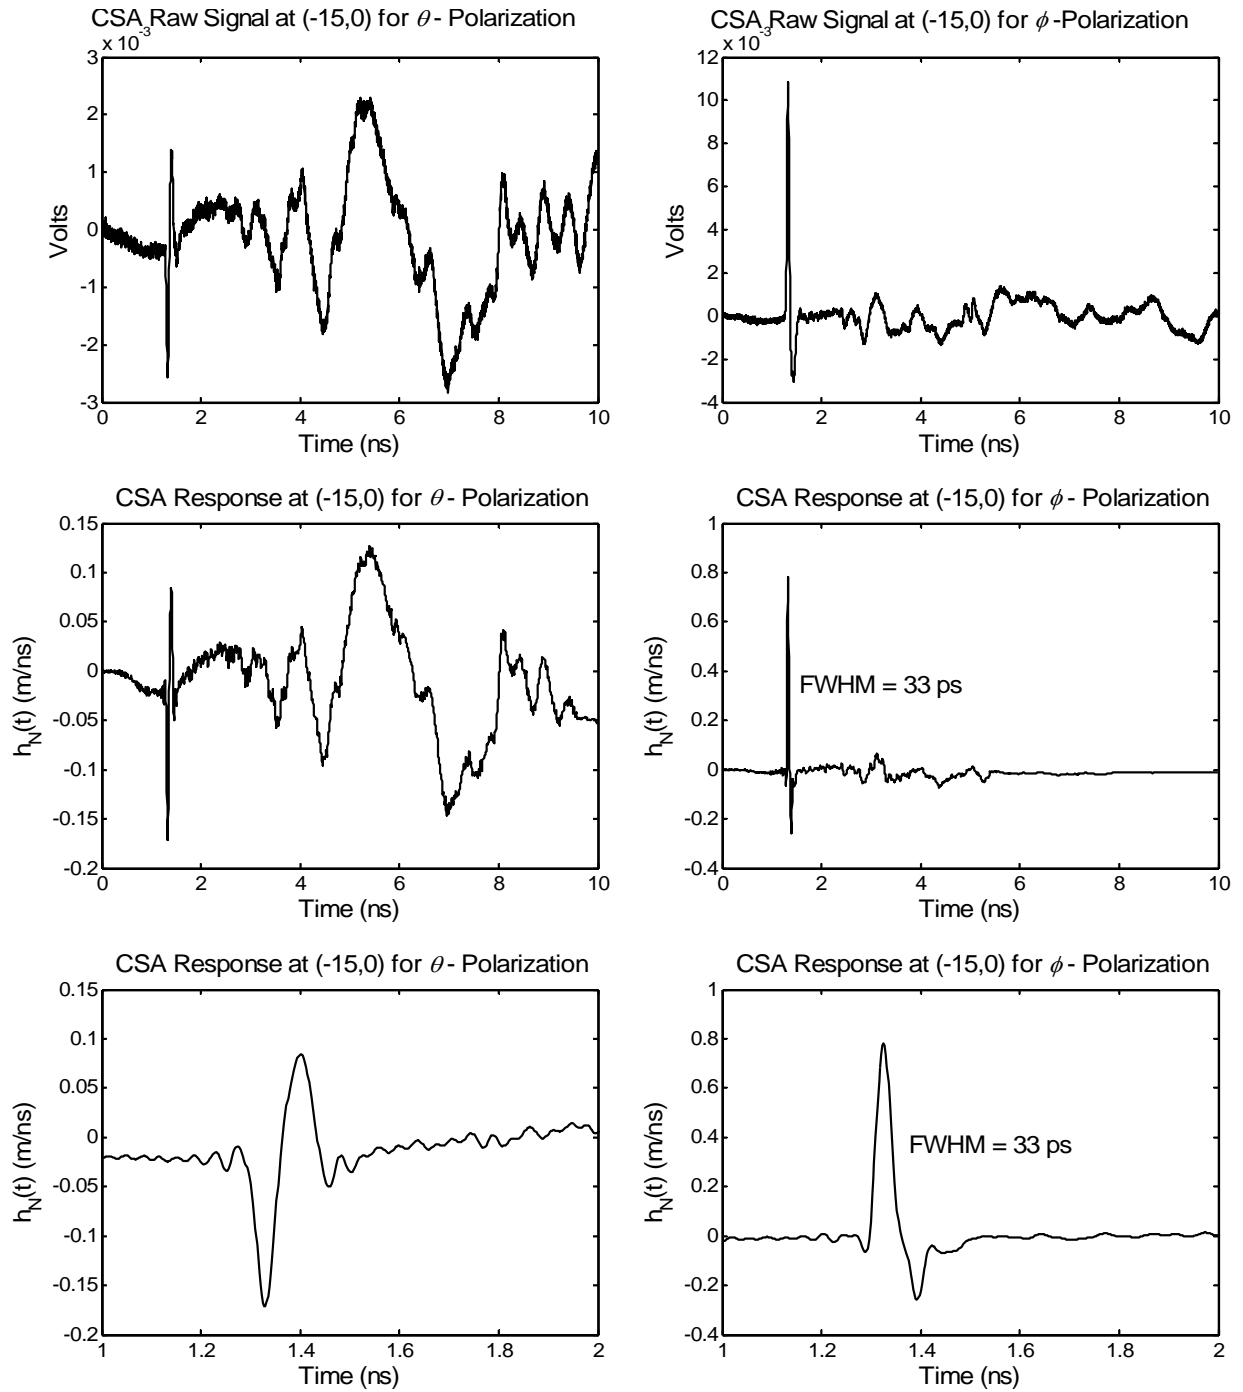 CSA Raw Signal at (-15,0) for θ - Polarization
x 10-3
3
2
1
0
-1
-2
-3
Volts
0 2 4 6 8 10
Time (ns)
CSA Raw Signal at (-15,0) for ϕ -Polarization
x 10-3
12
10
8
6
4
2
0
-2
-4
Volts
0 2 4 6 8 10
Time (ns)
CSA Response at (-15,0) for θ - Polarization
0.15
0.1
0.05
0
-0.05
-0.1
-0.15
-0.2
hN(t) (m/ns)
0 2 4 6 8 10
Time (ns)
CSA Response at (-15,0) for ϕ - Polarization
1
0.8
0.6
0.4
0.2
0
-0.2
-0.4
hN(t) (m/ns)
FWHM = 33 ps
0 2 4 6 8 10
Time (ns)
CSA Response at (-15,0) for θ - Polarization
0.15
0.1
0.05
0
-0.05
-0.1
-0.15
-0.2
hN(t) (m/ns)
1 1.2 1.4 1.6 1.8 2
Time (ns)
CSA Response at (-15,0) for ϕ - Polarization
1
0.8
0.6
0.4
0.2
0
-0.2
-0.4
hN(t) (m/ns)
FWHM = 33 ps
1 1.2 1.4 1.6 1.8 2
Time (ns)